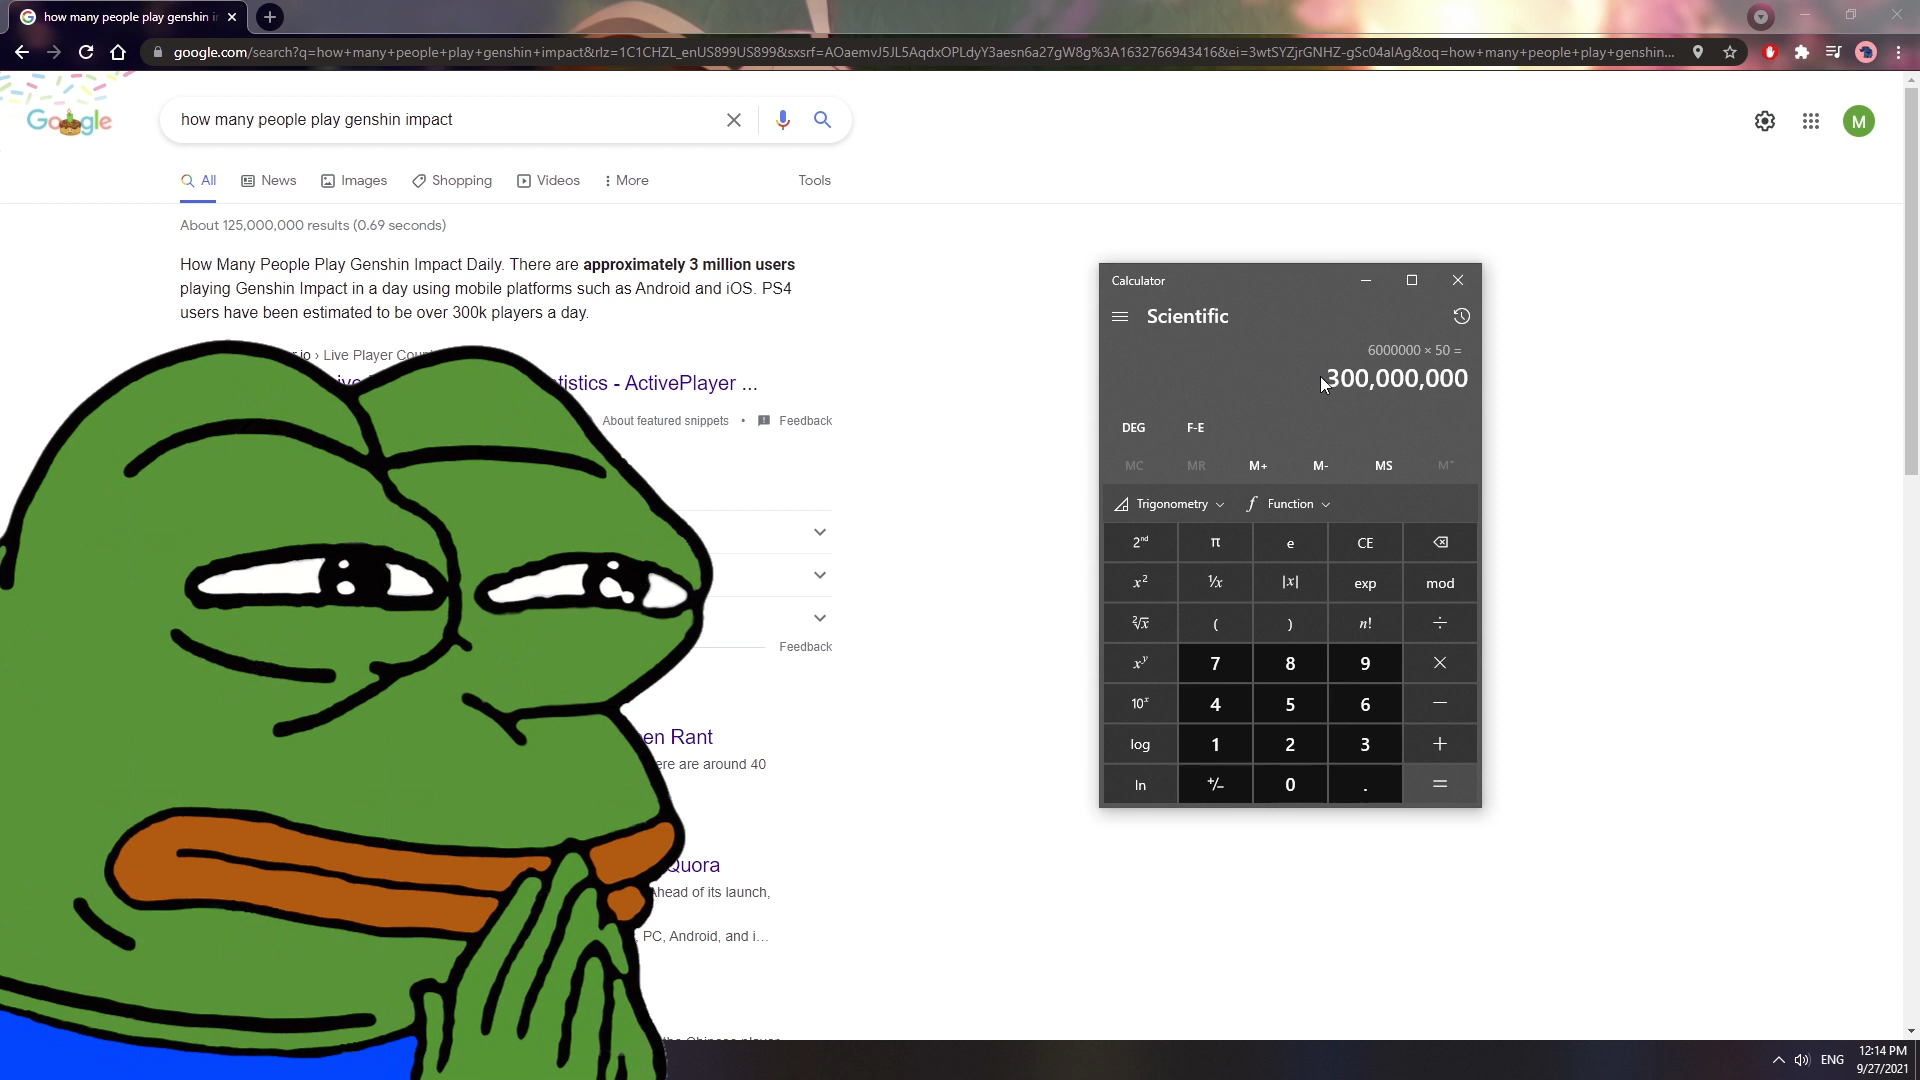 how many people play genshin i
google.com/search?q=how+many+people+play+genshin+impact&rlz=1C1CHZL_enUS899US899&sxsrf=AOaemvJ5JL5AqdxOPLdyY3aesn6a27gW8g%3A1632766943416&ei=3wtSYZjrGNHZ-gSc04alAg&oq=how+many+people+play+genshin...
Google
how many people play genshin impact
M
All
News
Images
Shopping
Videos
More
Tools
About 125,000,000 results (0.69 seconds)
How Many People Play Genshin Impact Daily. There are approximately 3 million users
playing Genshin Impact in a day using mobile platforms such as Android and iOS. PS4
users have been estimated to be over 300k players a day.
› Live Player
- ActivePlayer ...
About featured snippets • Feedback
Feedback
Rant
ere are around 40
Quora
Ahead of its launch,
PC, Android, and i...
Calculator
Scientific
6000000 × 50 =
300,000,000
DEG F-E
MC MR M+ M- MS M˅
Trigonometry Function
2nd π e CE
x² ¹/x |x| exp mod
²√x ( ) n! ÷
xʸ 7 8 9 ×
10ˣ 4 5 6 −
log 1 2 3 +
ln +/− 0 . =
ENG
12:14 PM
9/27/2021